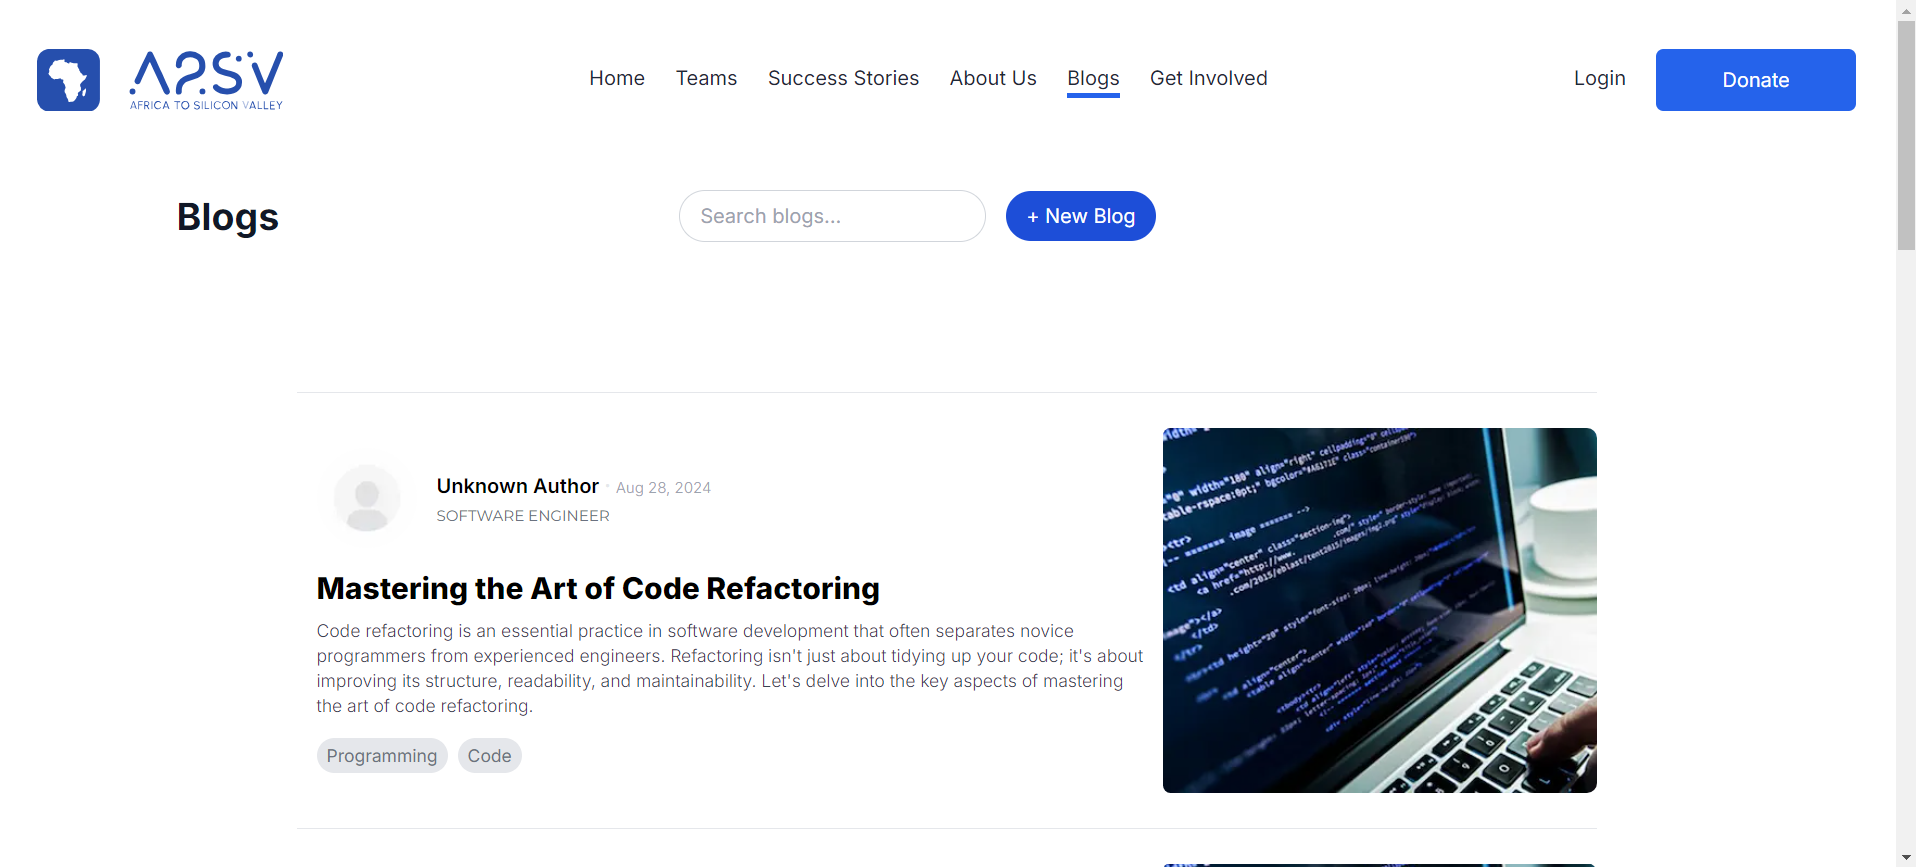 A2SV
AFRICA TO SILICON VALLEY
Home Teams Success Stories About Us Blogs Get Involved
Login
Donate
Blogs
Search blogs...
+ New Blog
Unknown Author · Aug 28, 2024
SOFTWARE ENGINEER
Mastering the Art of Code Refactoring
Code refactoring is an essential practice in software development that often separates novice
programmers from experienced engineers. Refactoring isn't just about tidying up your code; it's about
improving its structure, readability, and maintainability. Let's delve into the key aspects of mastering
the art of code refactoring.
Programming Code